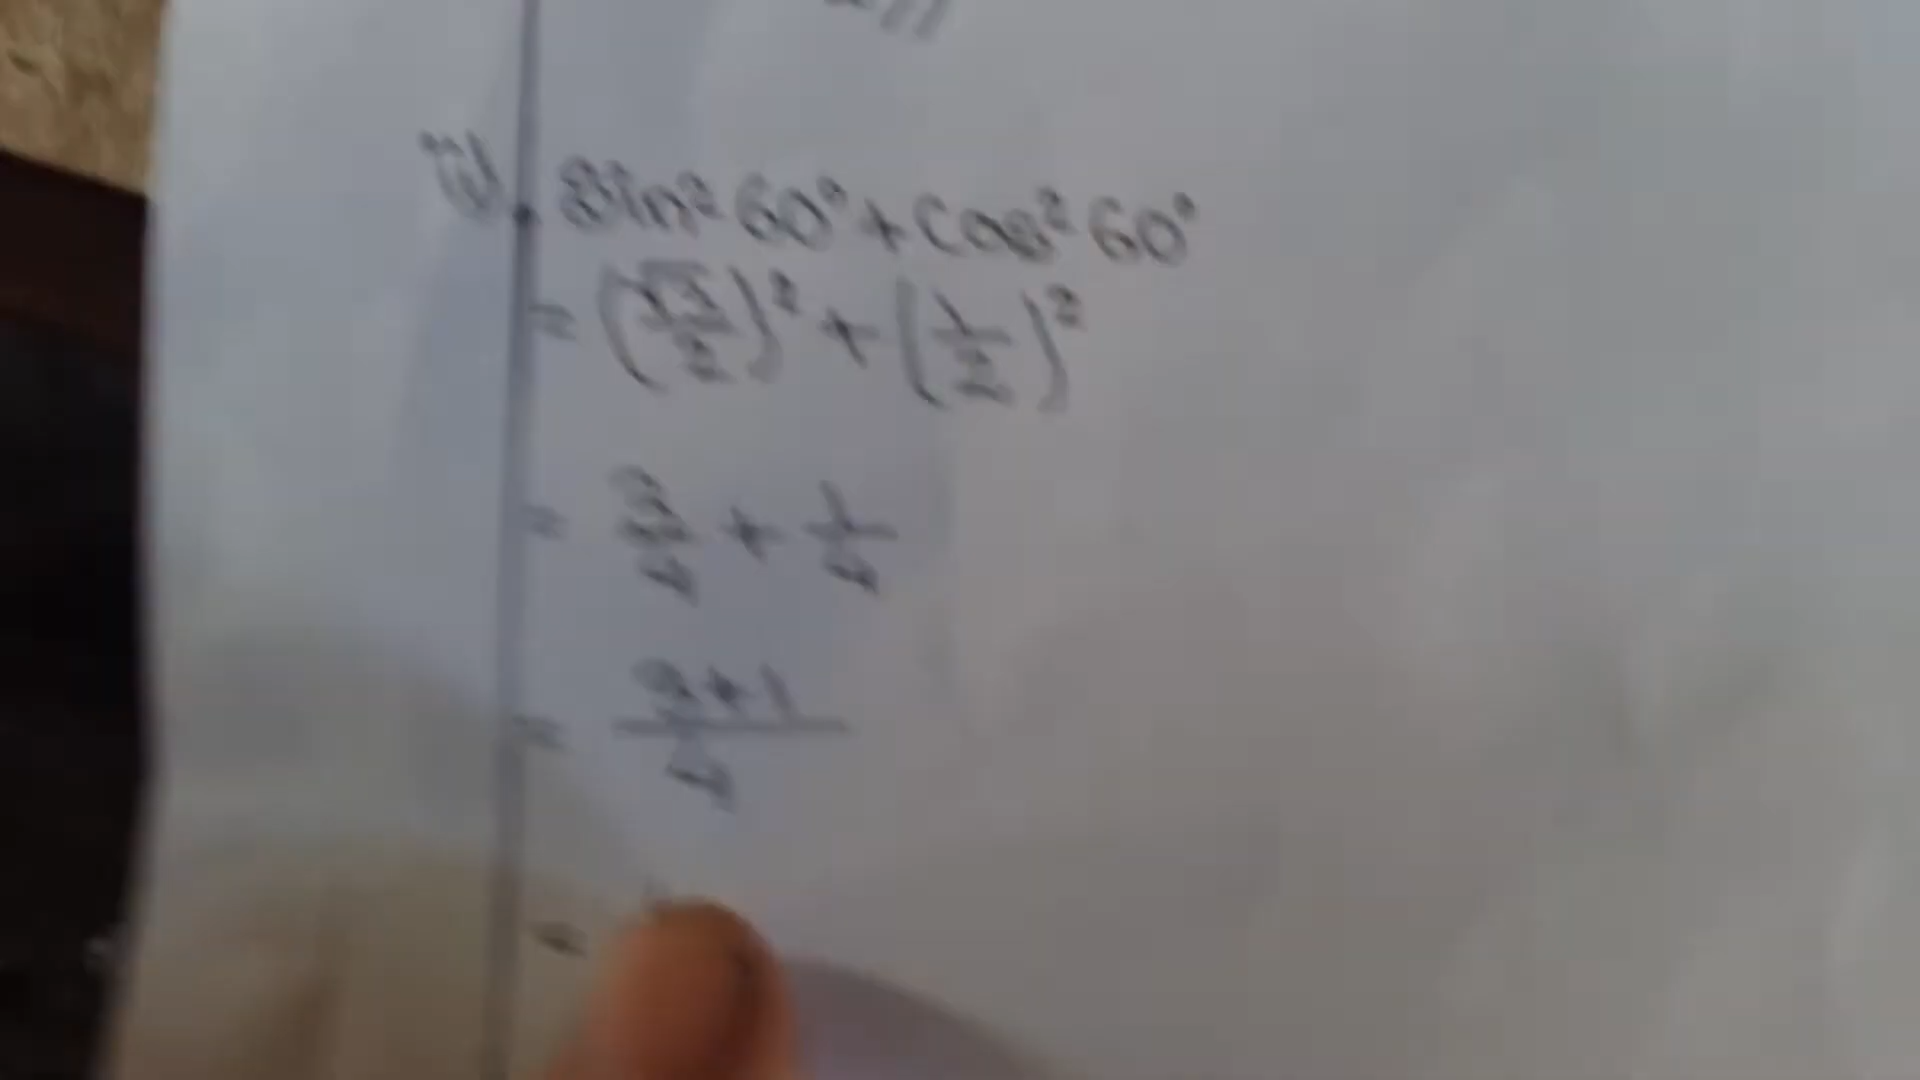 sin² 60° + cos² 60°
= (√3/2)² + (1/2)²
= 3/4 + 1/4
= 3+1/4
=